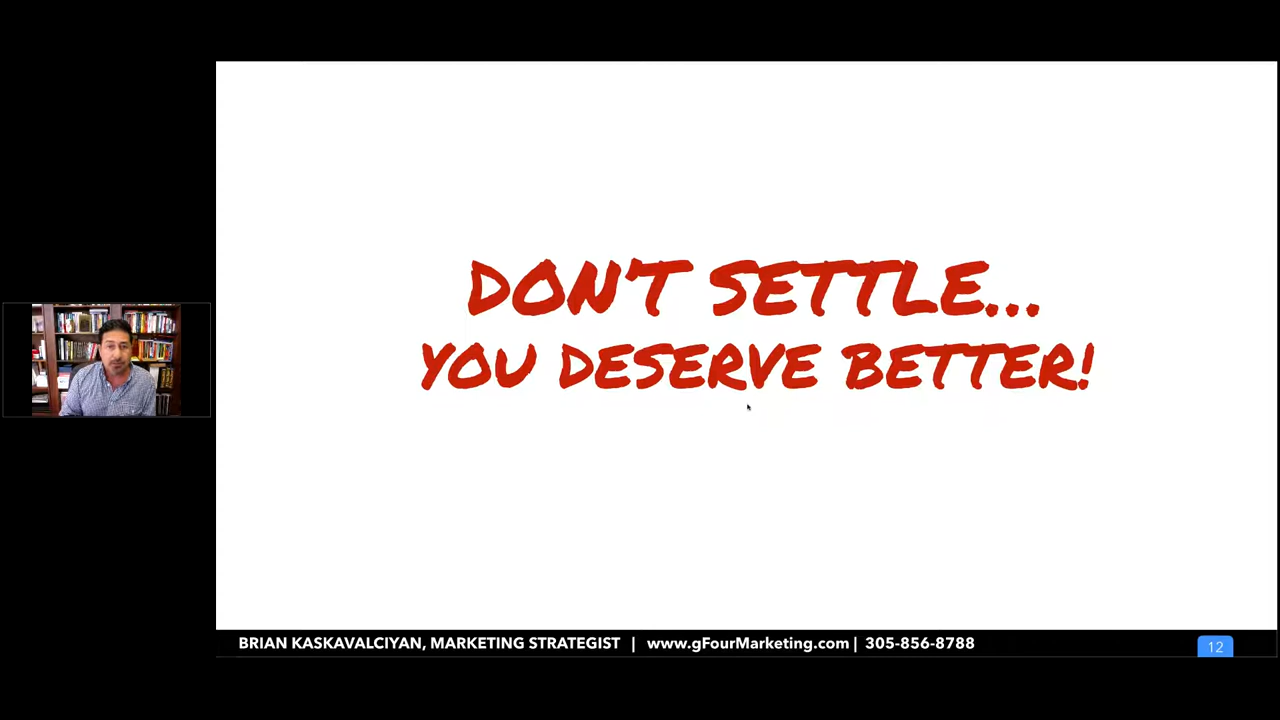 DON'T SETTLE...
YOU DESERVE BETTER!
BRIAN KASKAVALCIYAN, MARKETING STRATEGIST | www.gFourMarketing.com | 305-856-8788
12